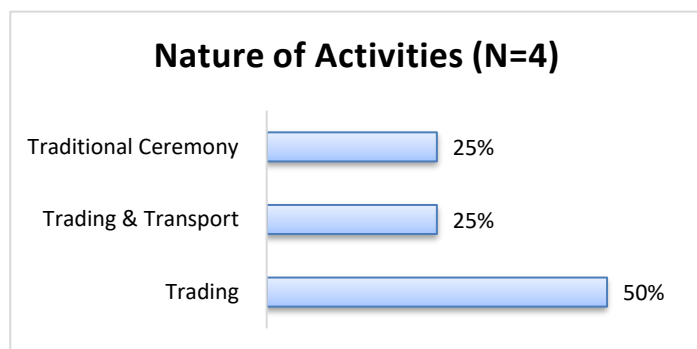 Nature of Activities (N=4)
Traditional Ceremony 25%
Trading & Transport 25%
Trading 50%